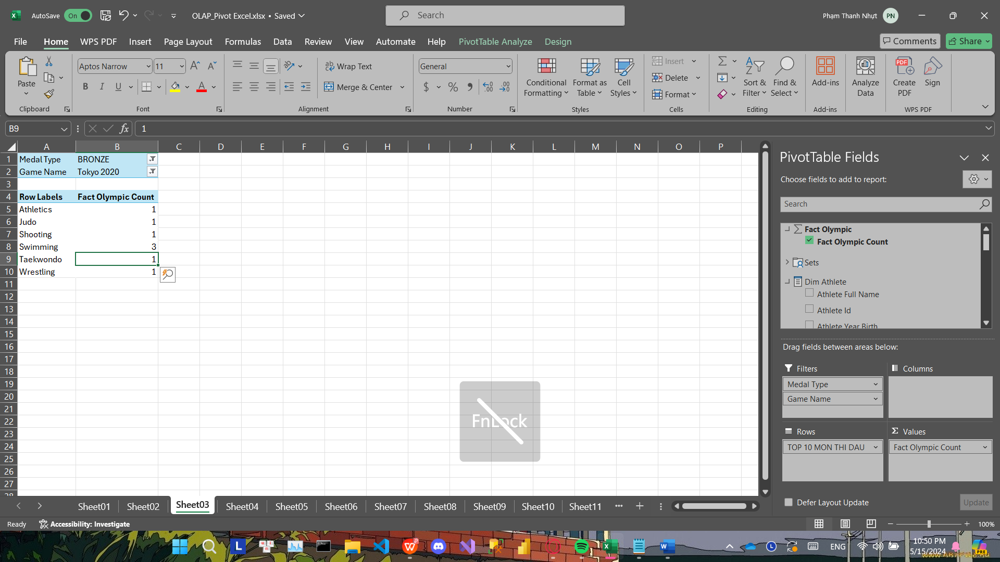 AutoSave On OLAP_Pivot Excel.xlsx • Saved Search Phạm Thanh Nhựt PN
File Home WPS PDF Insert Page Layout Formulas Data Review View Automate Help PivotTable Analyze Design Comments Share
Paste Clipboard
Aptos Narrow 11 B I U Font
Wrap Text Merge & Center Alignment
General $ % Number
Conditional Formatting Format as Table Cell Styles Styles
Insert Delete Format Cells
Sort & Filter Find & Select Editing
Add-ins Add-ins
Analyze Data
Create PDF Sign WPS PDF
B9 fx 1
A B C D E F G H I J K L M N O P
1 Medal Type BRONZE
2 Game Name Tokyo 2020
3
4 Row Labels Fact Olympic Count
5 Athletics 1
6 Judo 1
7 Shooting 1
8 Swimming 3
9 Taekwondo 1
10 Wrestling 1
11
12
13
14
15
16
17
18
19
20
21
22
23
24
25
26
27
28
FnLock
PivotTable Fields
Choose fields to add to report:
Search
Fact Olympic
Fact Olympic Count
Sets
Dim Athlete
Athlete Full Name
Athlete Id
Athlete Year Birth
Drag fields between areas below:
Filters Columns
Medal Type
Game Name
Rows Values
TOP 10 MON THI DAU Fact Olympic Count
Defer Layout Update Update
Sheet01 Sheet02 Sheet03 Sheet04 Sheet05 Sheet06 Sheet07 Sheet08 Sheet09 Sheet10 Sheet11
Ready Accessibility: Investigate 100%
ENG 10:50 PM
5/15/2024
PRE